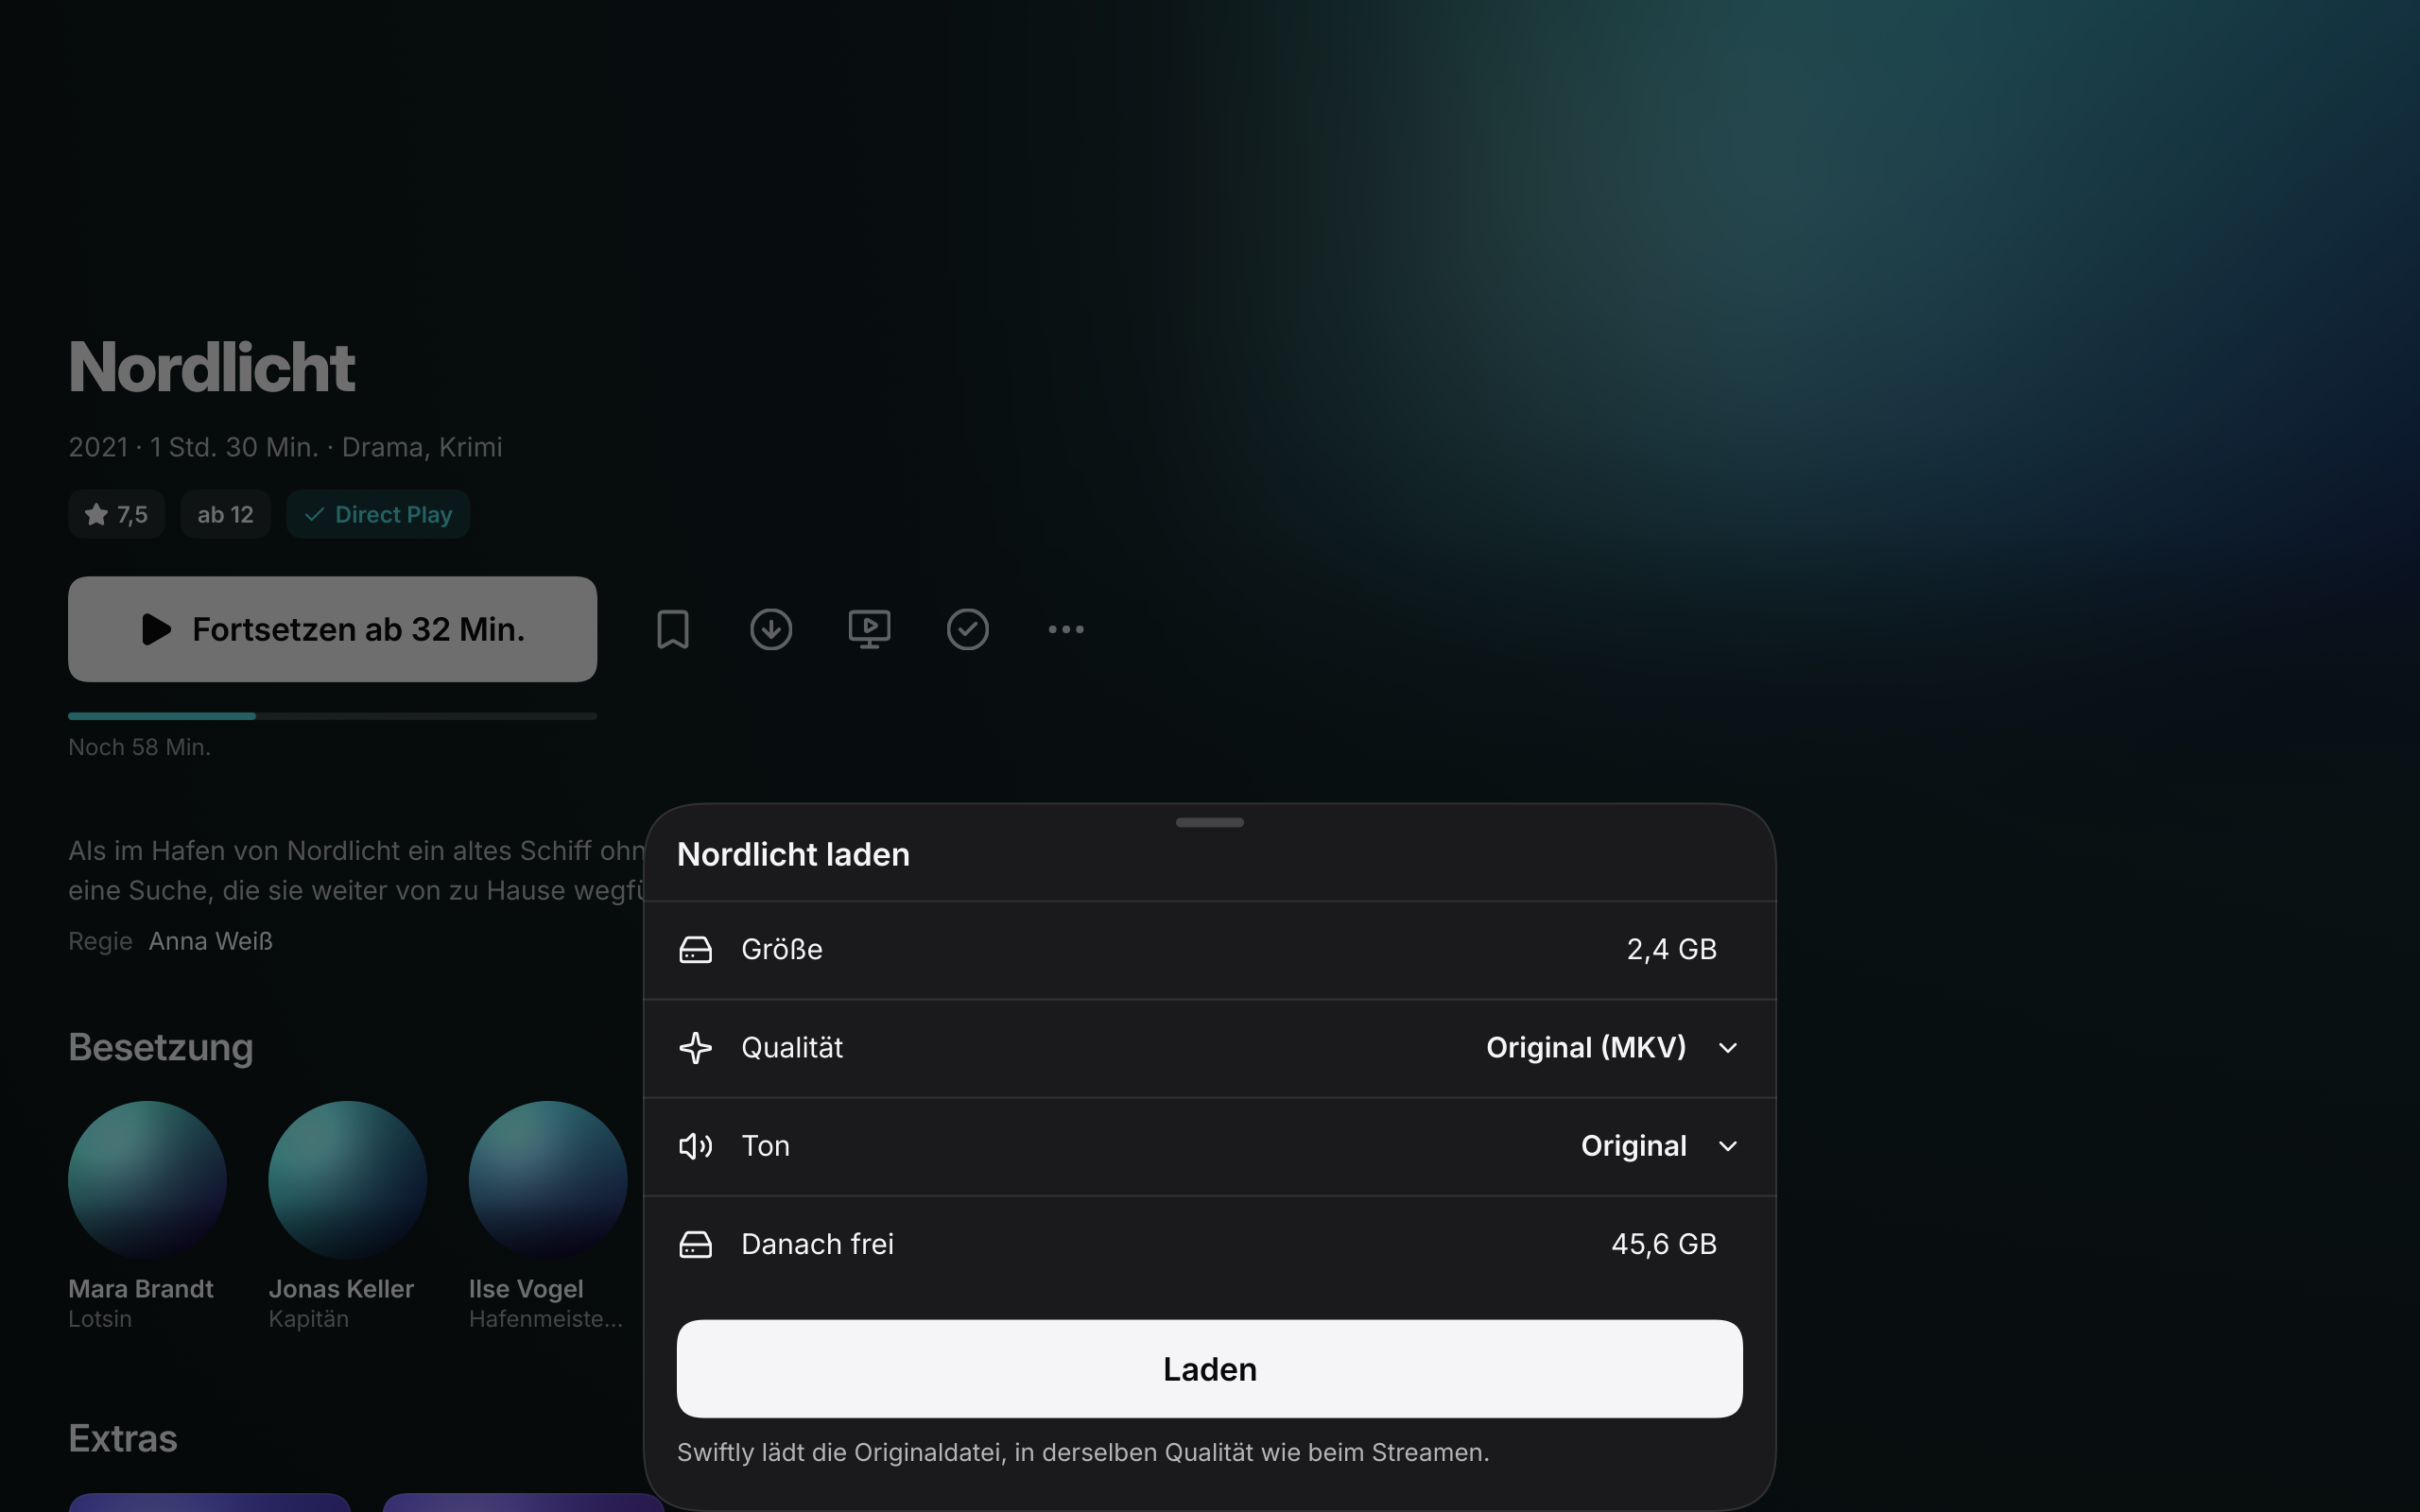 Nordlicht
2021 · 1 Std. 30 Min. · Drama, Krimi
7,5
ab 12
Direct Play
Fortsetzen ab 32 Min.
Noch 58 Min.
Als im Hafen von Nordlicht ein altes Schiff
eine Suche, die sie weiter von zu Hause
Regie Anna Weiß
Besetzung
Mara Brandt
Lotsin
Jonas Keller
Kapitän
Ilse Vogel
Hafenmeiste...
Extras
Nordlicht laden
Größe 2,4 GB
Qualität Original (MKV)
Ton Original
Danach frei 45,6 GB
Laden
Swiftly lädt die Originaldatei, in derselben Qualität wie beim Streamen.